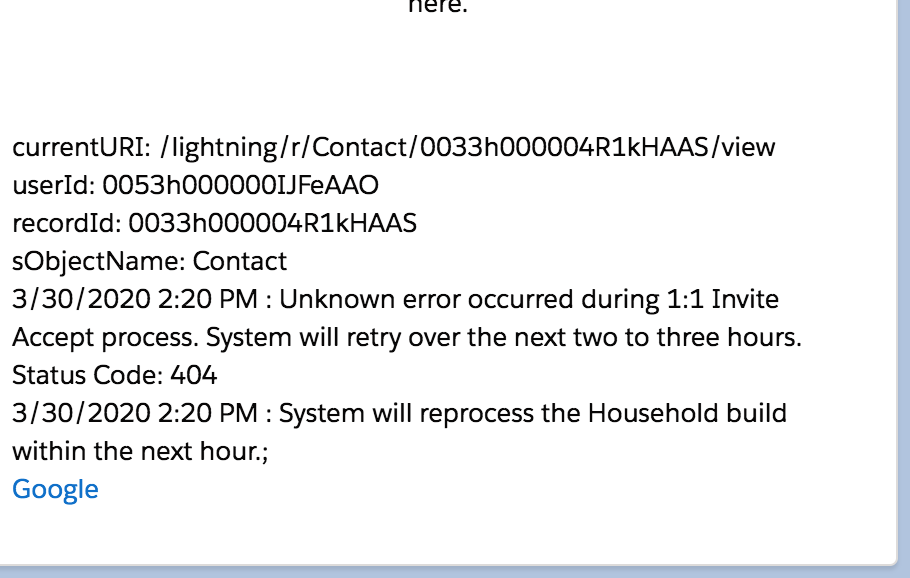 here.
currentURI: /lightning/r/Contact/0033h000004R1kHAAS/view
userId: 0053h000000IJFeAAO
recordId: 0033h000004R1kHAAS
sObjectName: Contact
3/30/2020 2:20 PM : Unknown error occurred during 1:1 Invite
Accept process. System will retry over the next two to three hours.
Status Code: 404
3/30/2020 2:20 PM : System will reprocess the Household build
within the next hour.;
Google